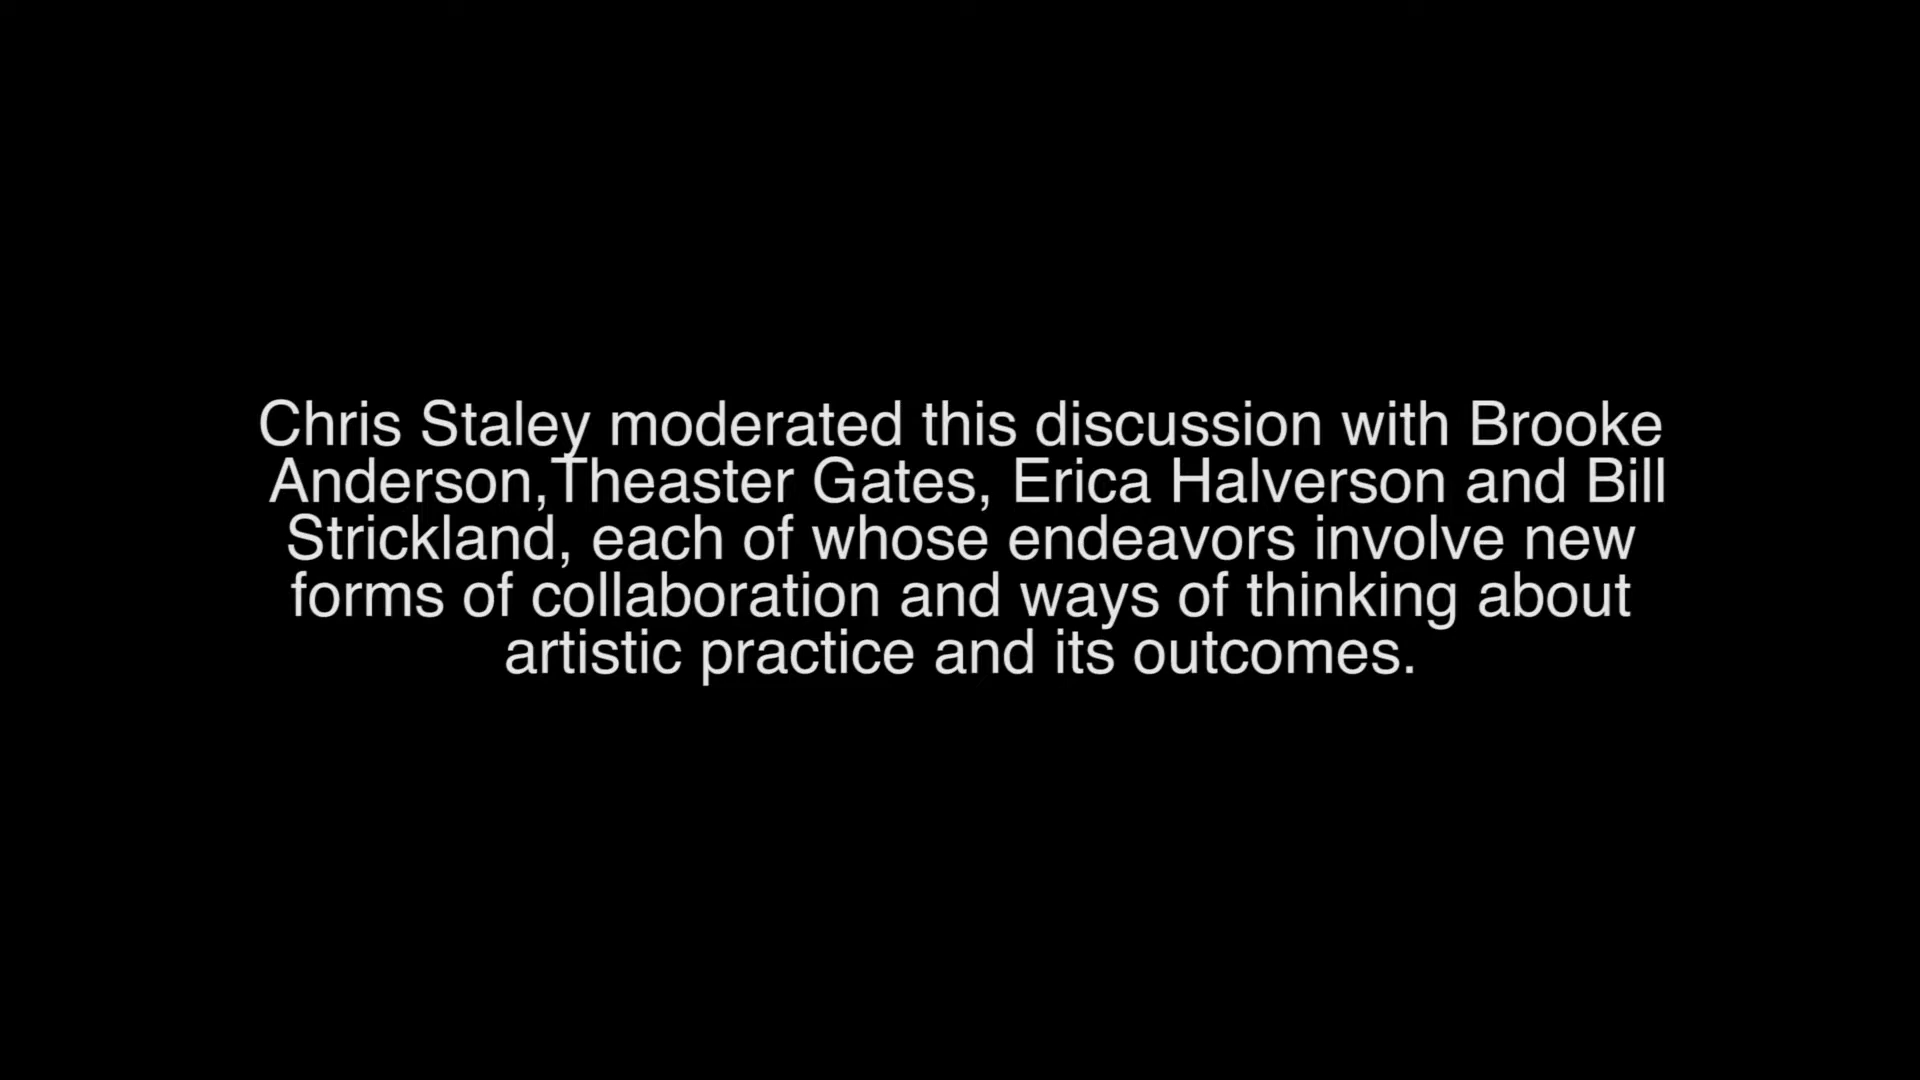 Chris Staley moderated this discussion with Brooke
Anderson,Theaster Gates, Erica Halverson and Bill
Strickland, each of whose endeavors involve new
forms of collaboration and ways of thinking about
artistic practice and its outcomes.